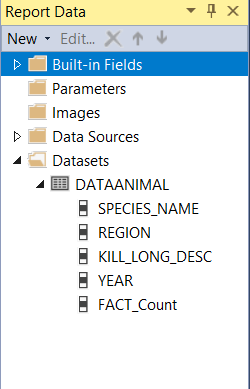 Report Data
New Edit...
Built-in Fields
Parameters
Images
Data Sources
Datasets
DATAANIMAL
SPECIES_NAME
REGION
KILL_LONG_DESC
YEAR
FACT_Count